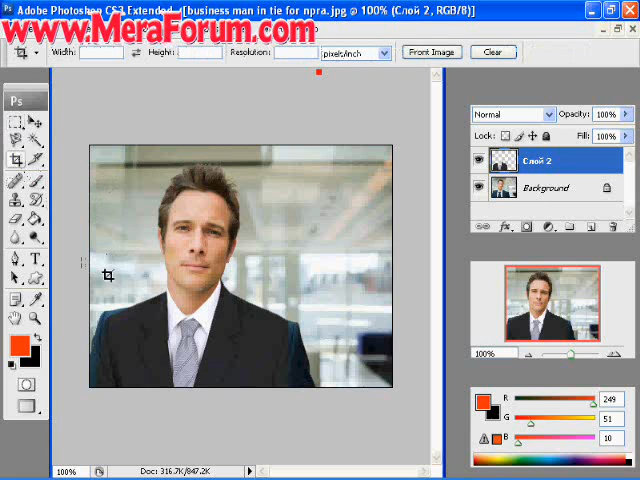 Adobe Photoshop CS3 Extended - [business man in tie for npra.jpg @ 100% (Слой 2, RGB/8)]
www.MeraForum.com
Width: Height: Resolution: pixels/inch Front Image Clear
Ps
Normal Opacity: 100%
Lock: Fill: 100%
Слой 2
Background
T
100%
R 249
G 51
B 10
100% Doc: 316.7K/847.2K